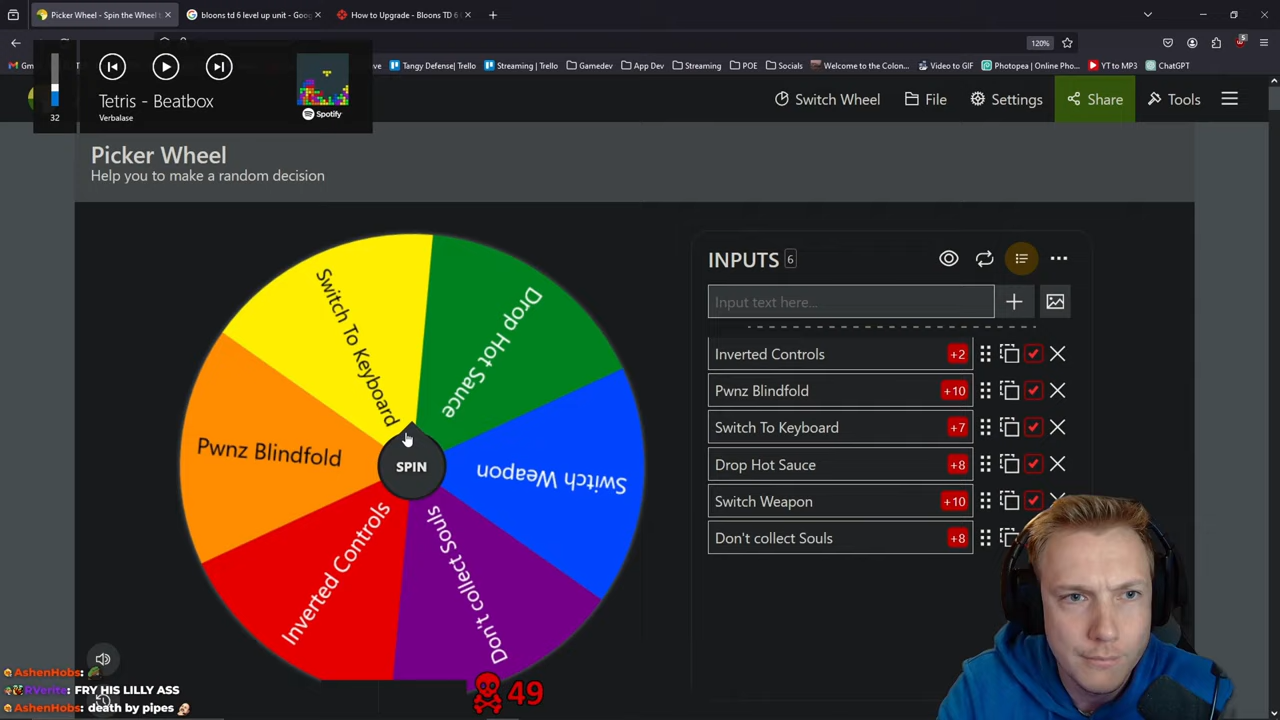 Picker Wheel - Spin the Wheel t
bloons td 6 level up unit - Goo
How to Upgrade - Bloons TD 6
120%
Gm
Tangy Defense| Trello
Streaming | Trello
Gamedev
App Dev
Streaming
POE
Socials
Welcome to the Colon...
Video to GIF
Photopea | Online Pho...
YT to MP3
ChatGPT
32
Tetris - Beatbox
Verbalase
Spotify
Switch Wheel
File
Settings
Share
Tools
Picker Wheel
Help you to make a random decision
Switch To Keyboard
Drop Hot Sauce
Pwnz Blindfold
SPIN
Switch Weapon
Inverted Controls
Don't collect Souls
INPUTS 6
Input text here...
Inverted Controls +2
Pwnz Blindfold +10
Switch To Keyboard +7
Drop Hot Sauce +8
Switch Weapon +10
Don't collect Souls +8
AshenHobs:
RVerite: FRY HIS LILLY ASS
AshenHobs: death by pipes
49